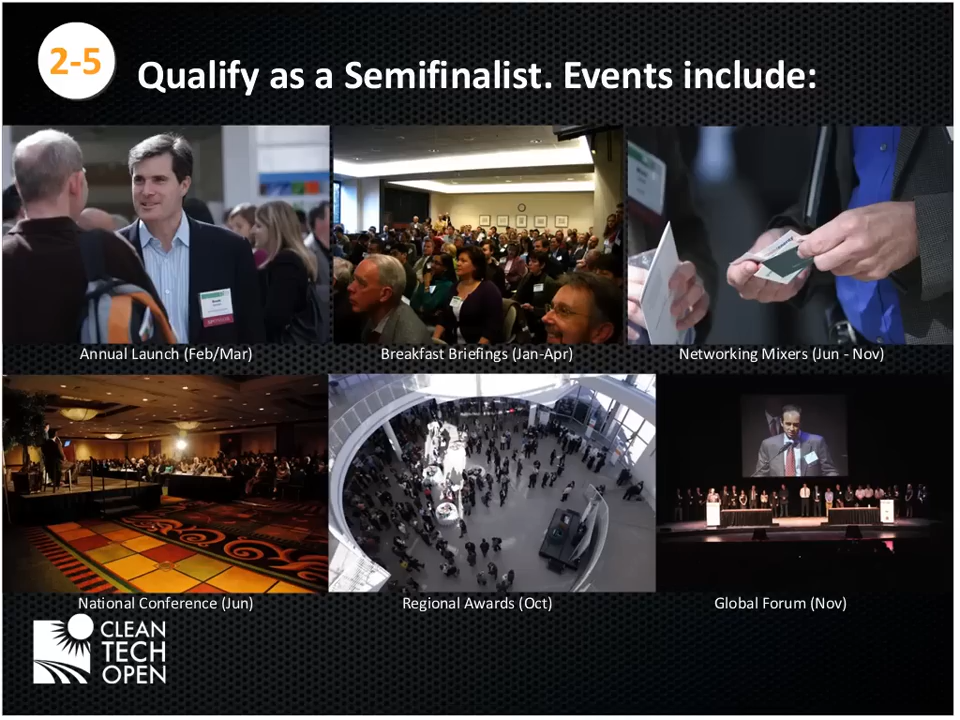 2-5
Qualify as a Semifinalist. Events include:
Annual Launch (Feb/Mar)
Breakfast Briefings (Jan-Apr)
Networking Mixers (Jun - Nov)
National Conference (Jun)
Regional Awards (Oct)
Global Forum (Nov)
CLEAN
TECH
OPEN